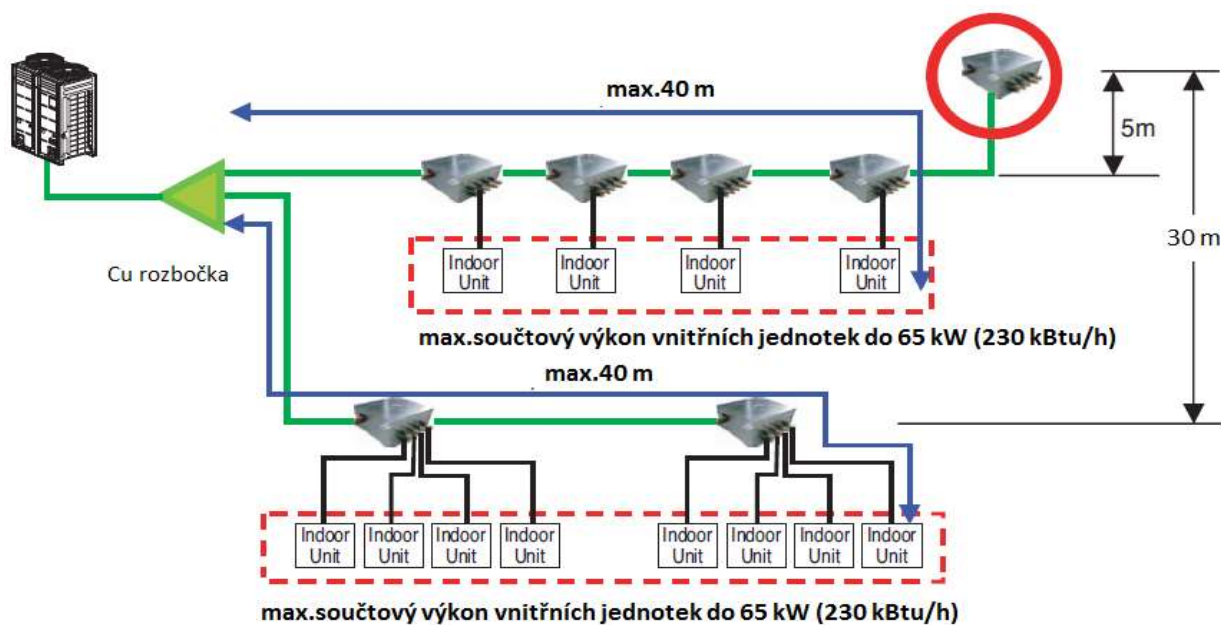 max.40 m
5m
30 m
Cu rozbočka
Indoor
Unit
Indoor
Unit
Indoor
Unit
Indoor
Unit
max.součtový výkon vnitřních jednotek do 65 kW (230 kBtu/h)
max.40 m
Indoor
Unit
Indoor
Unit
Indoor
Unit
Indoor
Unit
Indoor
Unit
Indoor
Unit
Indoor
Unit
Indoor
Unit
max.součtový výkon vnitřních jednotek do 65 kW (230 kBtu/h)